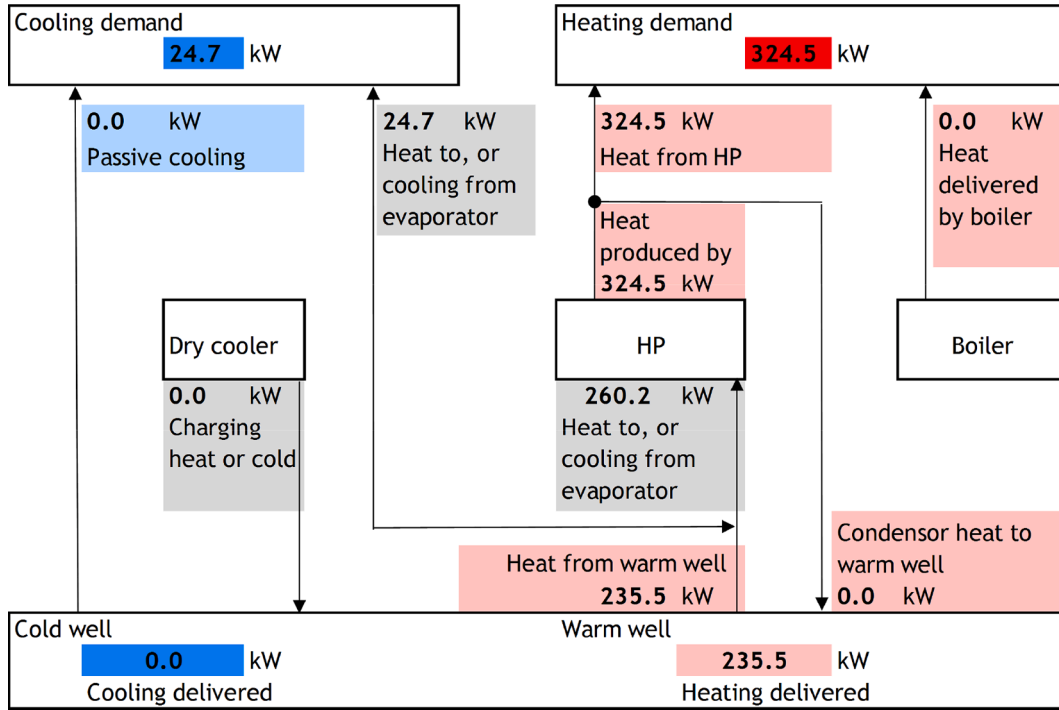 Cooling demand
24.7 kW
Heating demand
324.5 kW
0.0 kW
Passive cooling
24.7 kW
Heat to, or
cooling from
evaporator
324.5 kW
Heat from HP
0.0 kW
Heat
delivered
by boiler
Heat
produced by
324.5 kW
Dry cooler
HP
Boiler
0.0 kW
Charging
heat or cold
260.2 kW
Heat to, or
cooling from
evaporator
Heat from warm well
235.5 kW
Condensor heat to
warm well
0.0 kW
Cold well
0.0 kW
Cooling delivered
Warm well
235.5 kW
Heating delivered